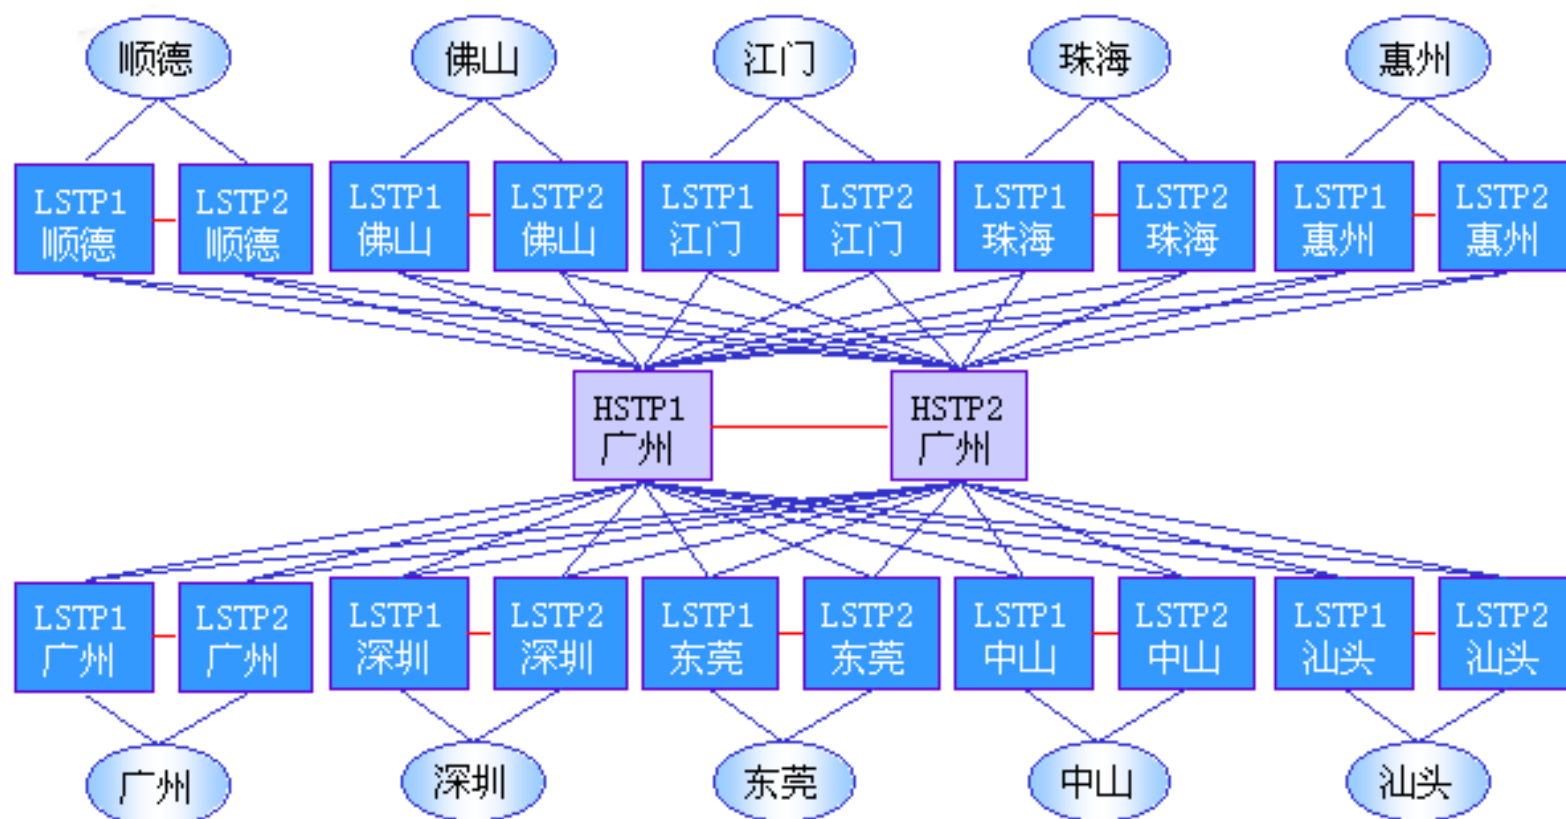 顺德
佛山
江门
珠海
惠州
LSTP1
顺德
LSTP2
顺德
LSTP1
佛山
LSTP2
佛山
LSTP1
江门
LSTP2
江门
LSTP1
珠海
LSTP2
珠海
LSTP1
惠州
LSTP2
惠州
HSTP1
广州
HSTP2
广州
LSTP1
广州
LSTP2
广州
LSTP1
深圳
LSTP2
深圳
LSTP1
东莞
LSTP2
东莞
LSTP1
中山
LSTP2
中山
LSTP1
汕头
LSTP2
汕头
广州
深圳
东莞
中山
汕头